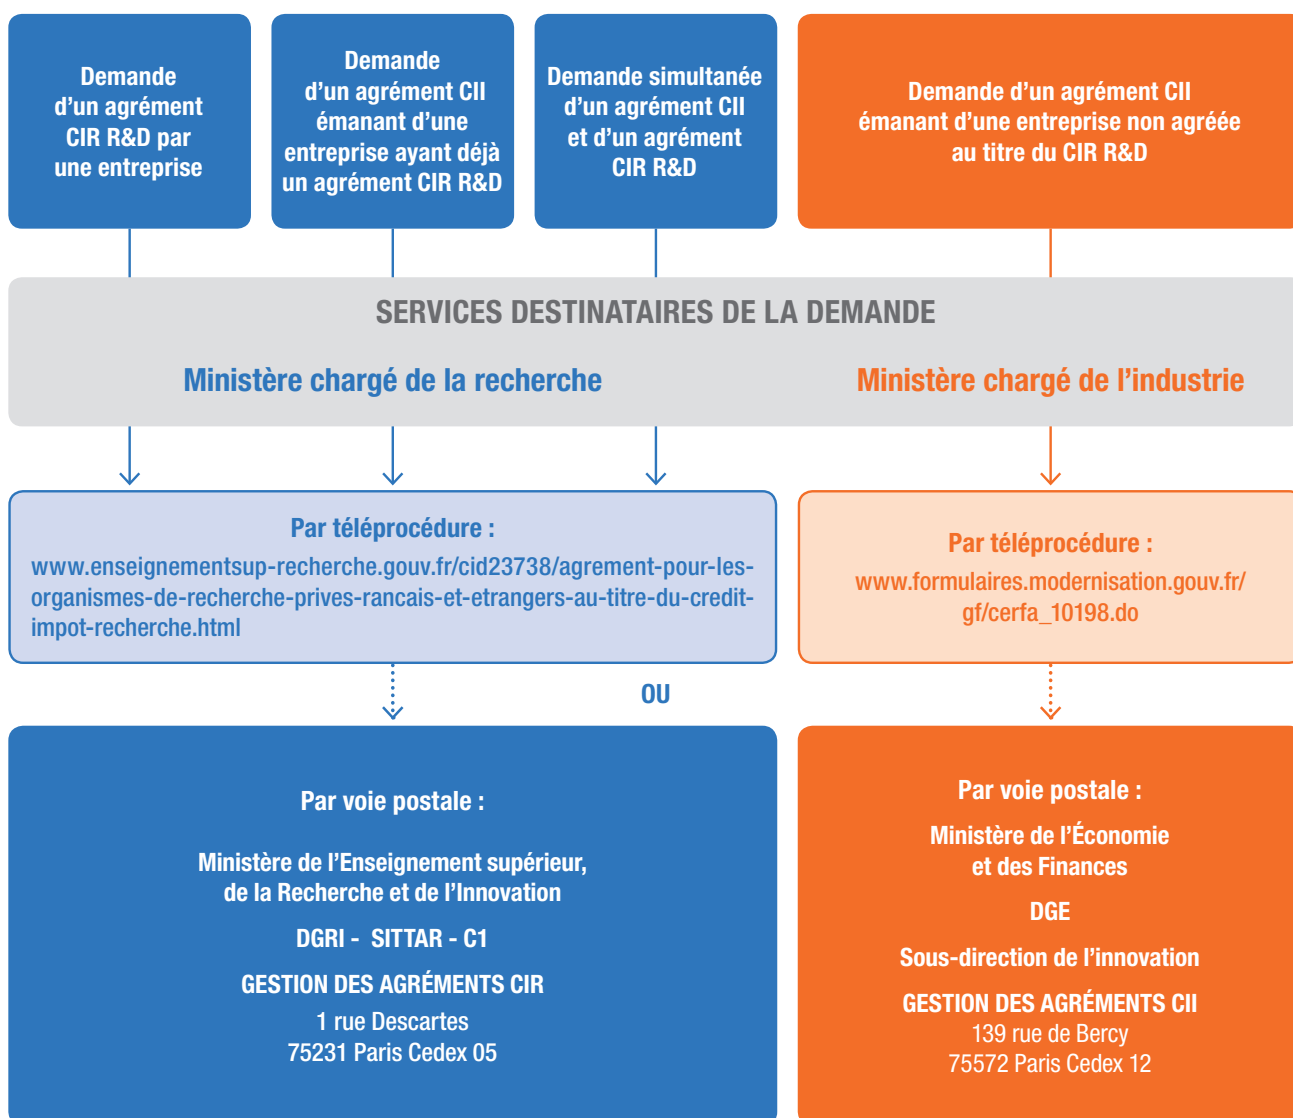 Demande
d'un agrément
CIR R&D par
une entreprise
Demande
d'un agrément CII
émanant d'une
entreprise ayant déjà
un agrément CIR R&D
Demande simultanée
d'un agrément CII
et d'un agrément
CIR R&D
Demande d'un agrément CII
émanant d'une entreprise non agréée
au titre du CIR R&D
SERVICES DESTINATAIRES DE LA DEMANDE
Ministère chargé de la recherche
Ministère chargé de l'industrie
Par téléprocédure :
www.enseignementsup-recherche.gouv.fr/cid23738/agrement-pour-les-
organismes-de-recherche-prives-rancais-et-etrangers-au-titre-du-credit-
impot-recherche.html
Par téléprocédure :
www.formulaires.modernisation.gouv.fr/
gf/cerfa_10198.do
OU
Par voie postale :
Ministère de l'Enseignement supérieur,
de la Recherche et de l'Innovation
DGRI - SITTAR - C1
GESTION DES AGRÉMENTS CIR
1 rue Descartes
75231 Paris Cedex 05
Par voie postale :
Ministère de l'Économie
et des Finances
DGE
Sous-direction de l'innovation
GESTION DES AGRÉMENTS CII
139 rue de Bercy
75572 Paris Cedex 12